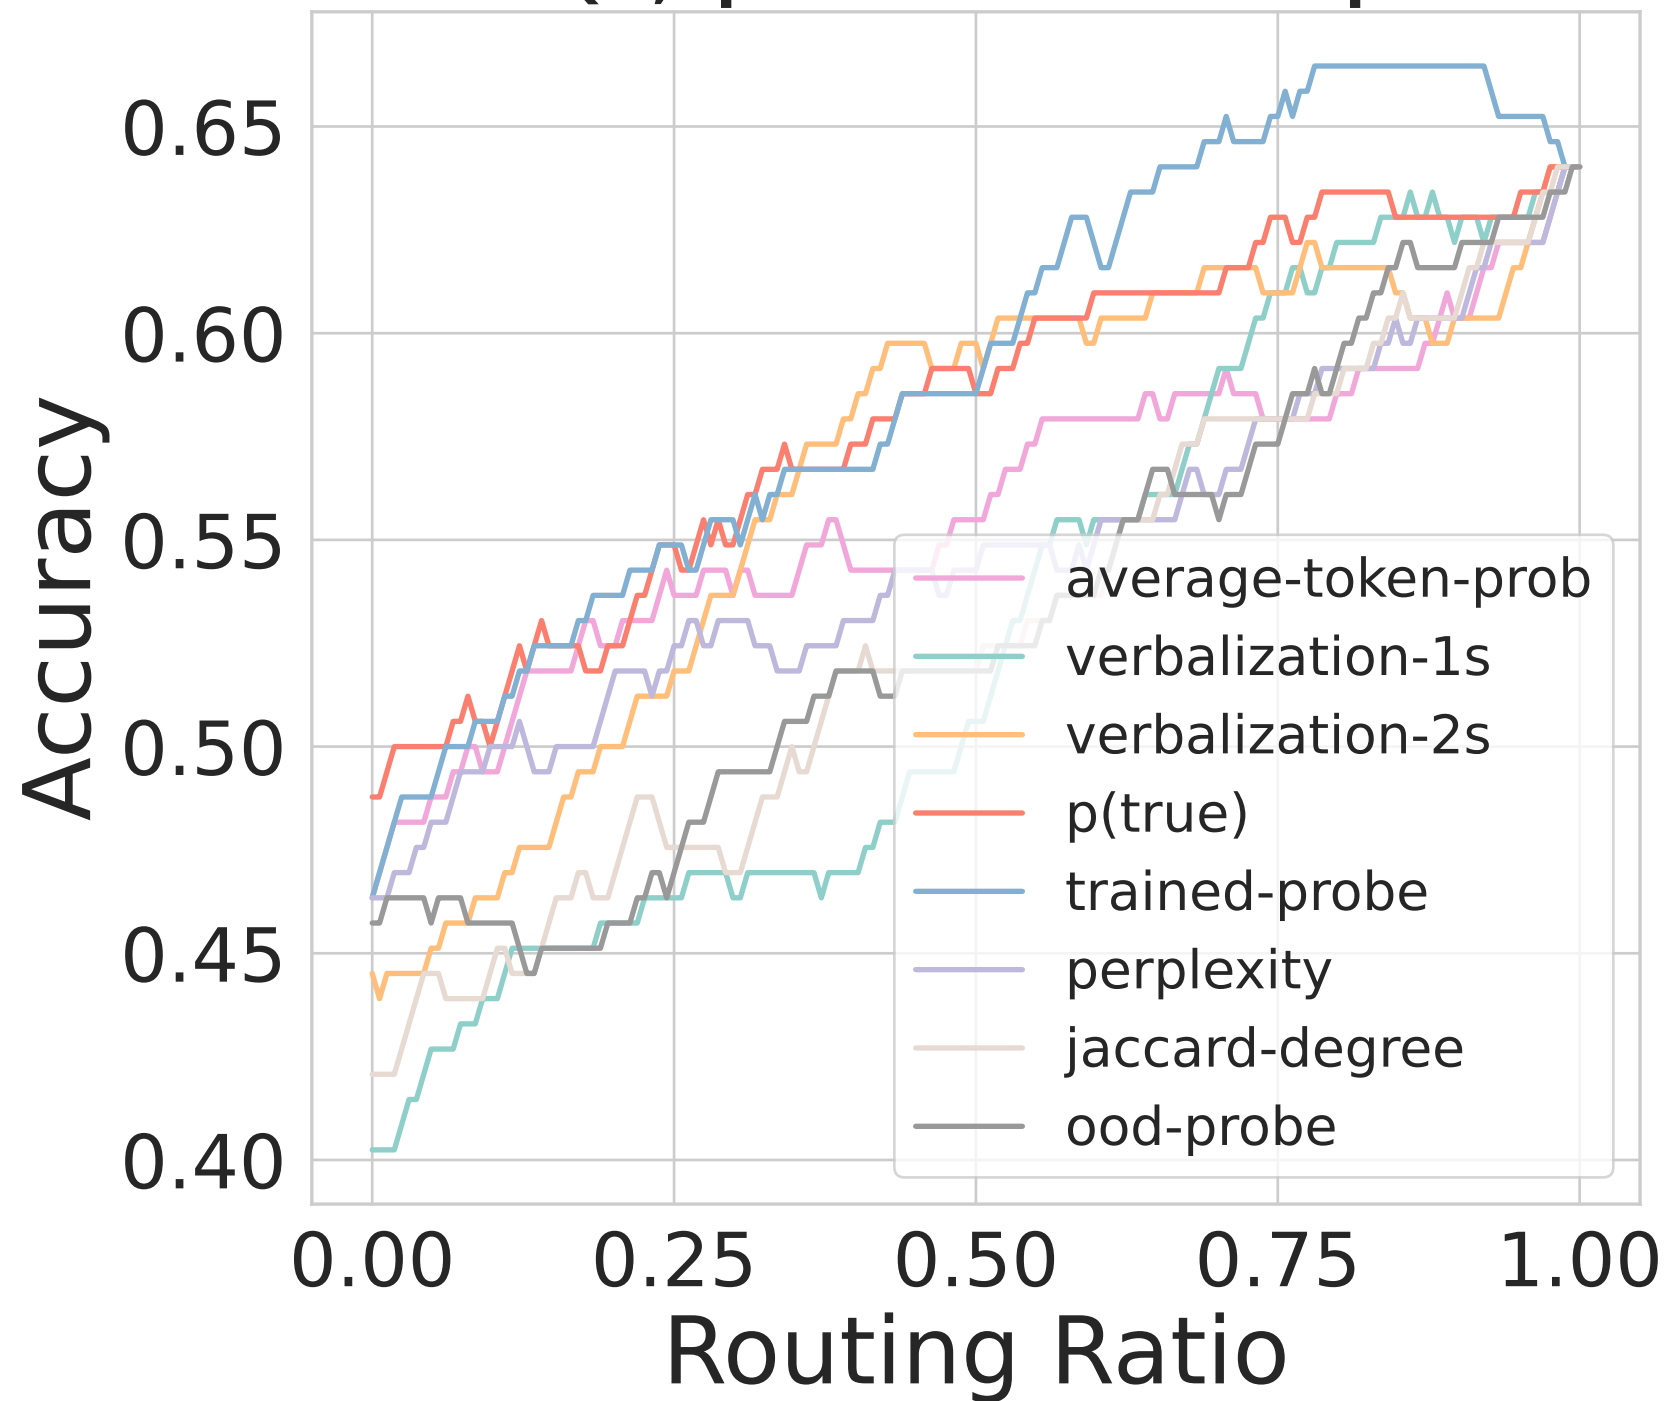 0.65
0.60
0.55
0.50
0.45
0.40
Accuracy
average-token-prob
verbalization-1s
verbalization-2s
p(true)
trained-probe
perplexity
jaccard-degree
ood-probe
0.00 0.25 0.50 0.75 1.00
Routing Ratio